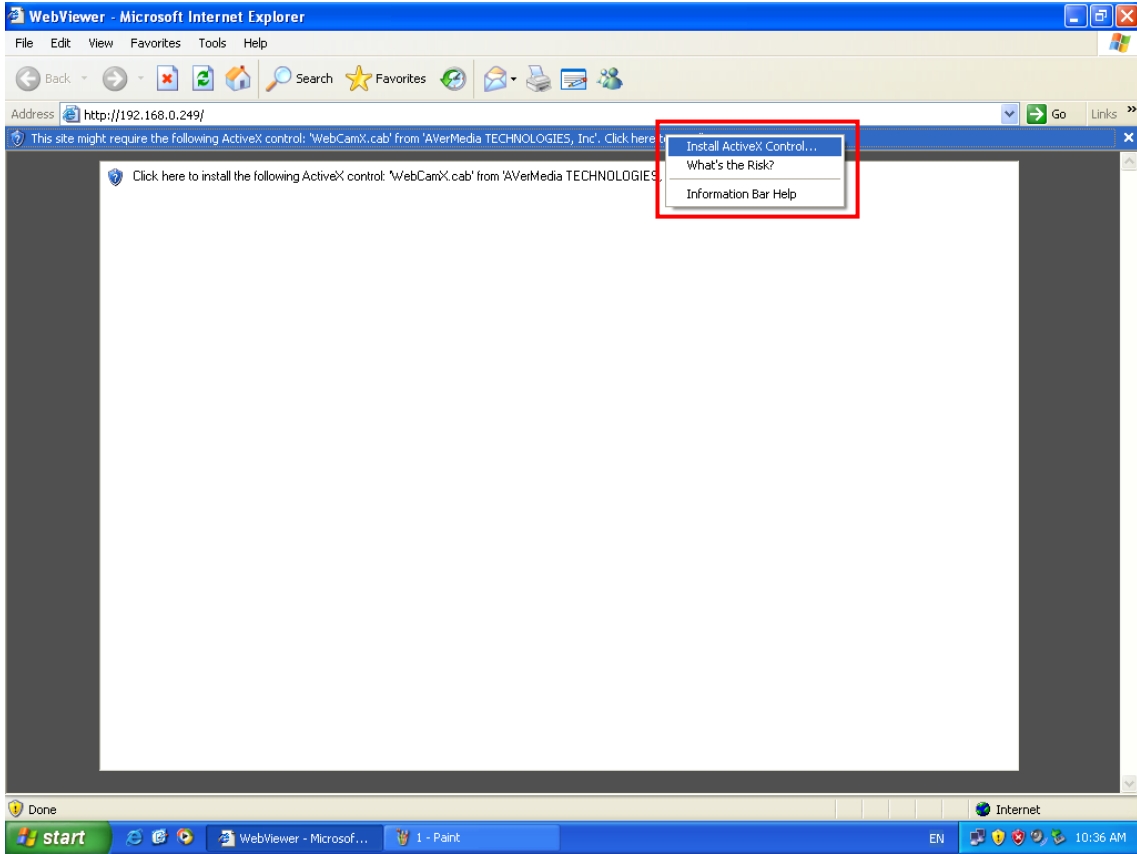 WebViewer - Microsoft Internet Explorer
File Edit View Favorites Tools Help
Back Search Favorites
Address http://192.168.0.249/ Go Links »
This site might require the following ActiveX control: 'WebCamX.cab' from 'AVerMedia TECHNOLOGIES, Inc'. Click here
Install ActiveX Control...
What's the Risk?
Information Bar Help
Click here to install the following ActiveX control: 'WebCamX.cab' from 'AVerMedia TECHNOLOGIES,
Done Internet
start WebViewer - Microsof... 1 - Paint EN 10:36 AM